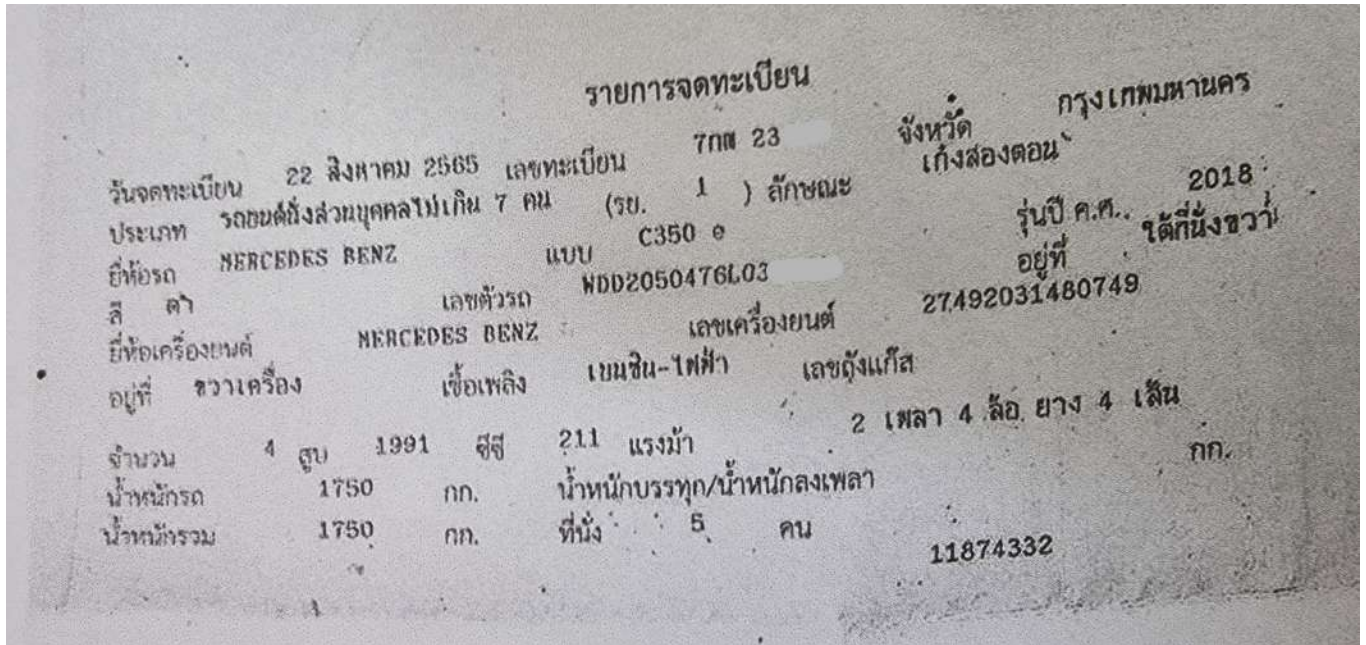 รายการจดทะเบียน
วันจดทะเบียน 22 สิงหาคม 2565 เลขทะเบียน 7กต 23 จังหวัด กรุงเทพมหานคร
ประเภท รถยนต์นั่งส่วนบุคคลไม่เกิน 7 คน (รย. 1 ) ลักษณะ เก๋งสองตอน
ยี่ห้อรถ MERCEDES BENZ แบบ C350 e รุ่นปี ค.ศ. 2018
สี ดำ เลขตัวรถ WDD2050476L03 อยู่ที่ ใต้ที่นั่งขวา
ยี่ห้อเครื่องยนต์ MERCEDES BENZ เลขเครื่องยนต์ 27492031480749
อยู่ที่ ขวาเครื่อง เชื้อเพลิง เบนซิน-ไฟฟ้า เลขถังแก๊ส
จำนวน 4 สูบ 1991 ซีซี 211 แรงม้า 2 เพลา 4 ล้อ ยาง 4 เส้น
น้ำหนักรถ 1750 กก. น้ำหนักบรรทุก/น้ำหนักลงเพลา กก.
น้ำหนักรวม 1750 กก. ที่นั่ง 5 คน
11874332